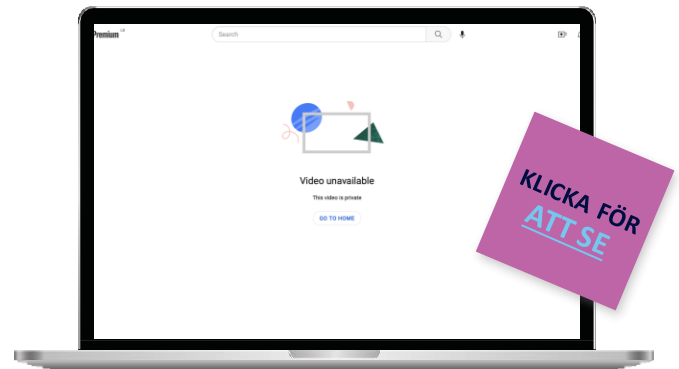 Premium
Search
Video unavailable
This video is private
GO TO HOME
KLICKA FÖR
ATT SE